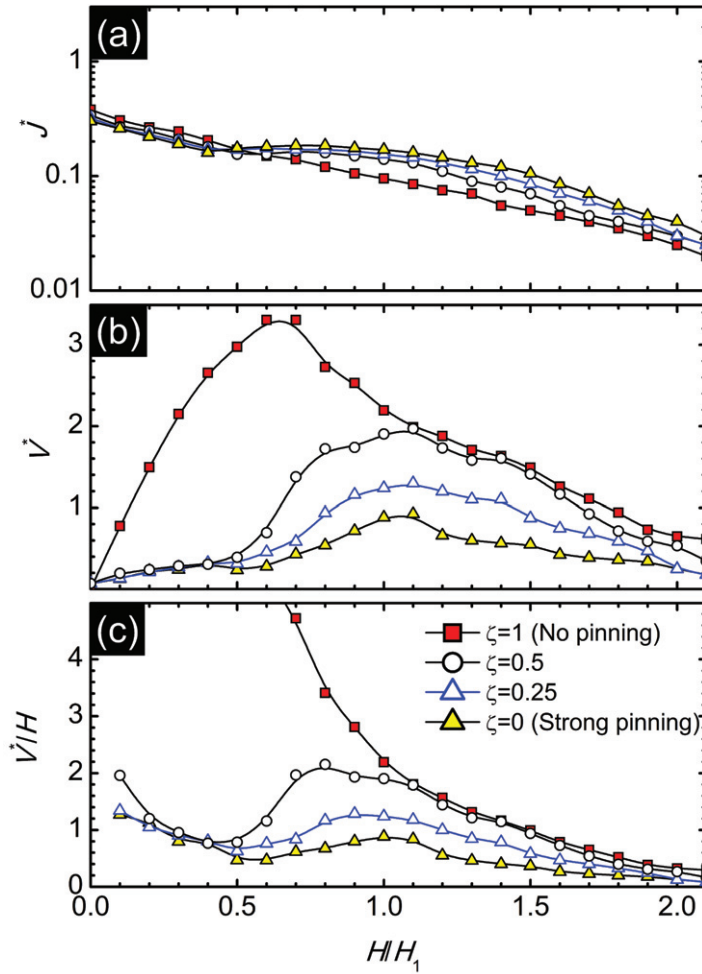 (a)
1
0.1
0.01
J*
(b)
3
2
1
V*
(c)
4
3
2
1
0
V*/H
ζ=1 (No pinning)
ζ=0.5
ζ=0.25
ζ=0 (Strong pinning)
0.0 0.5 1.0 1.5 2.0
H/H₁